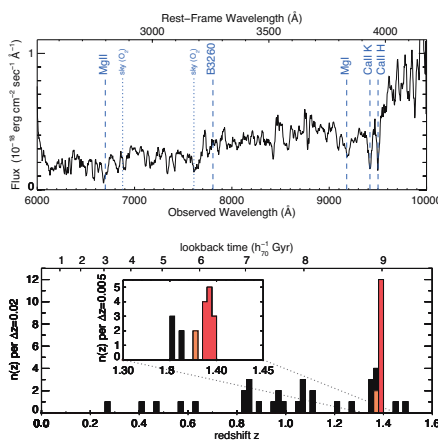 Rest-Frame Wavelength (Å)
3000 3500 4000
Flux (10⁻¹⁸ erg cm⁻² sec⁻¹ Å⁻¹)
1
0
MgII
sky (O₂)
sky (O₂)
B3260
MgI
CaII K
CaII H
6000 7000 8000 9000 10000
Observed Wavelength (Å)
lookback time (h₇₀⁻¹ Gyr)
1 2 3 4 5 6 7 8 9
n(z) per Δz=0.02
12
10
8
6
4
2
0
n(z) per Δz=0.005
5
4
3
2
1
0
1.30 1.40 1.45
0.0 0.2 0.4 0.6 0.8 1.0 1.2 1.4 1.6
redshift z